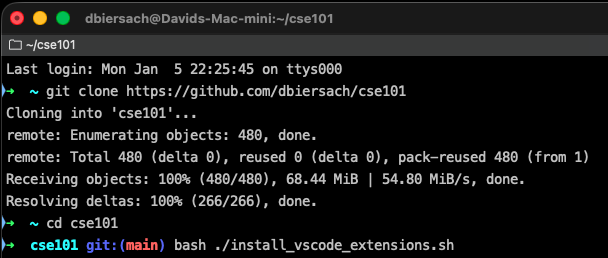 dbiersach@Davids-Mac-mini:~/cse101
~/cse101
Last login: Mon Jan  5 22:25:45 on ttys000
➜  ~ git clone https://github.com/dbiersach/cse101
Cloning into 'cse101'...
remote: Enumerating objects: 480, done.
remote: Total 480 (delta 0), reused 0 (delta 0), pack-reused 480 (from 1)
Receiving objects: 100% (480/480), 68.44 MiB | 54.80 MiB/s, done.
Resolving deltas: 100% (266/266), done.
➜  ~ cd cse101
➜  cse101 git:(main) bash ./install_vscode_extensions.sh